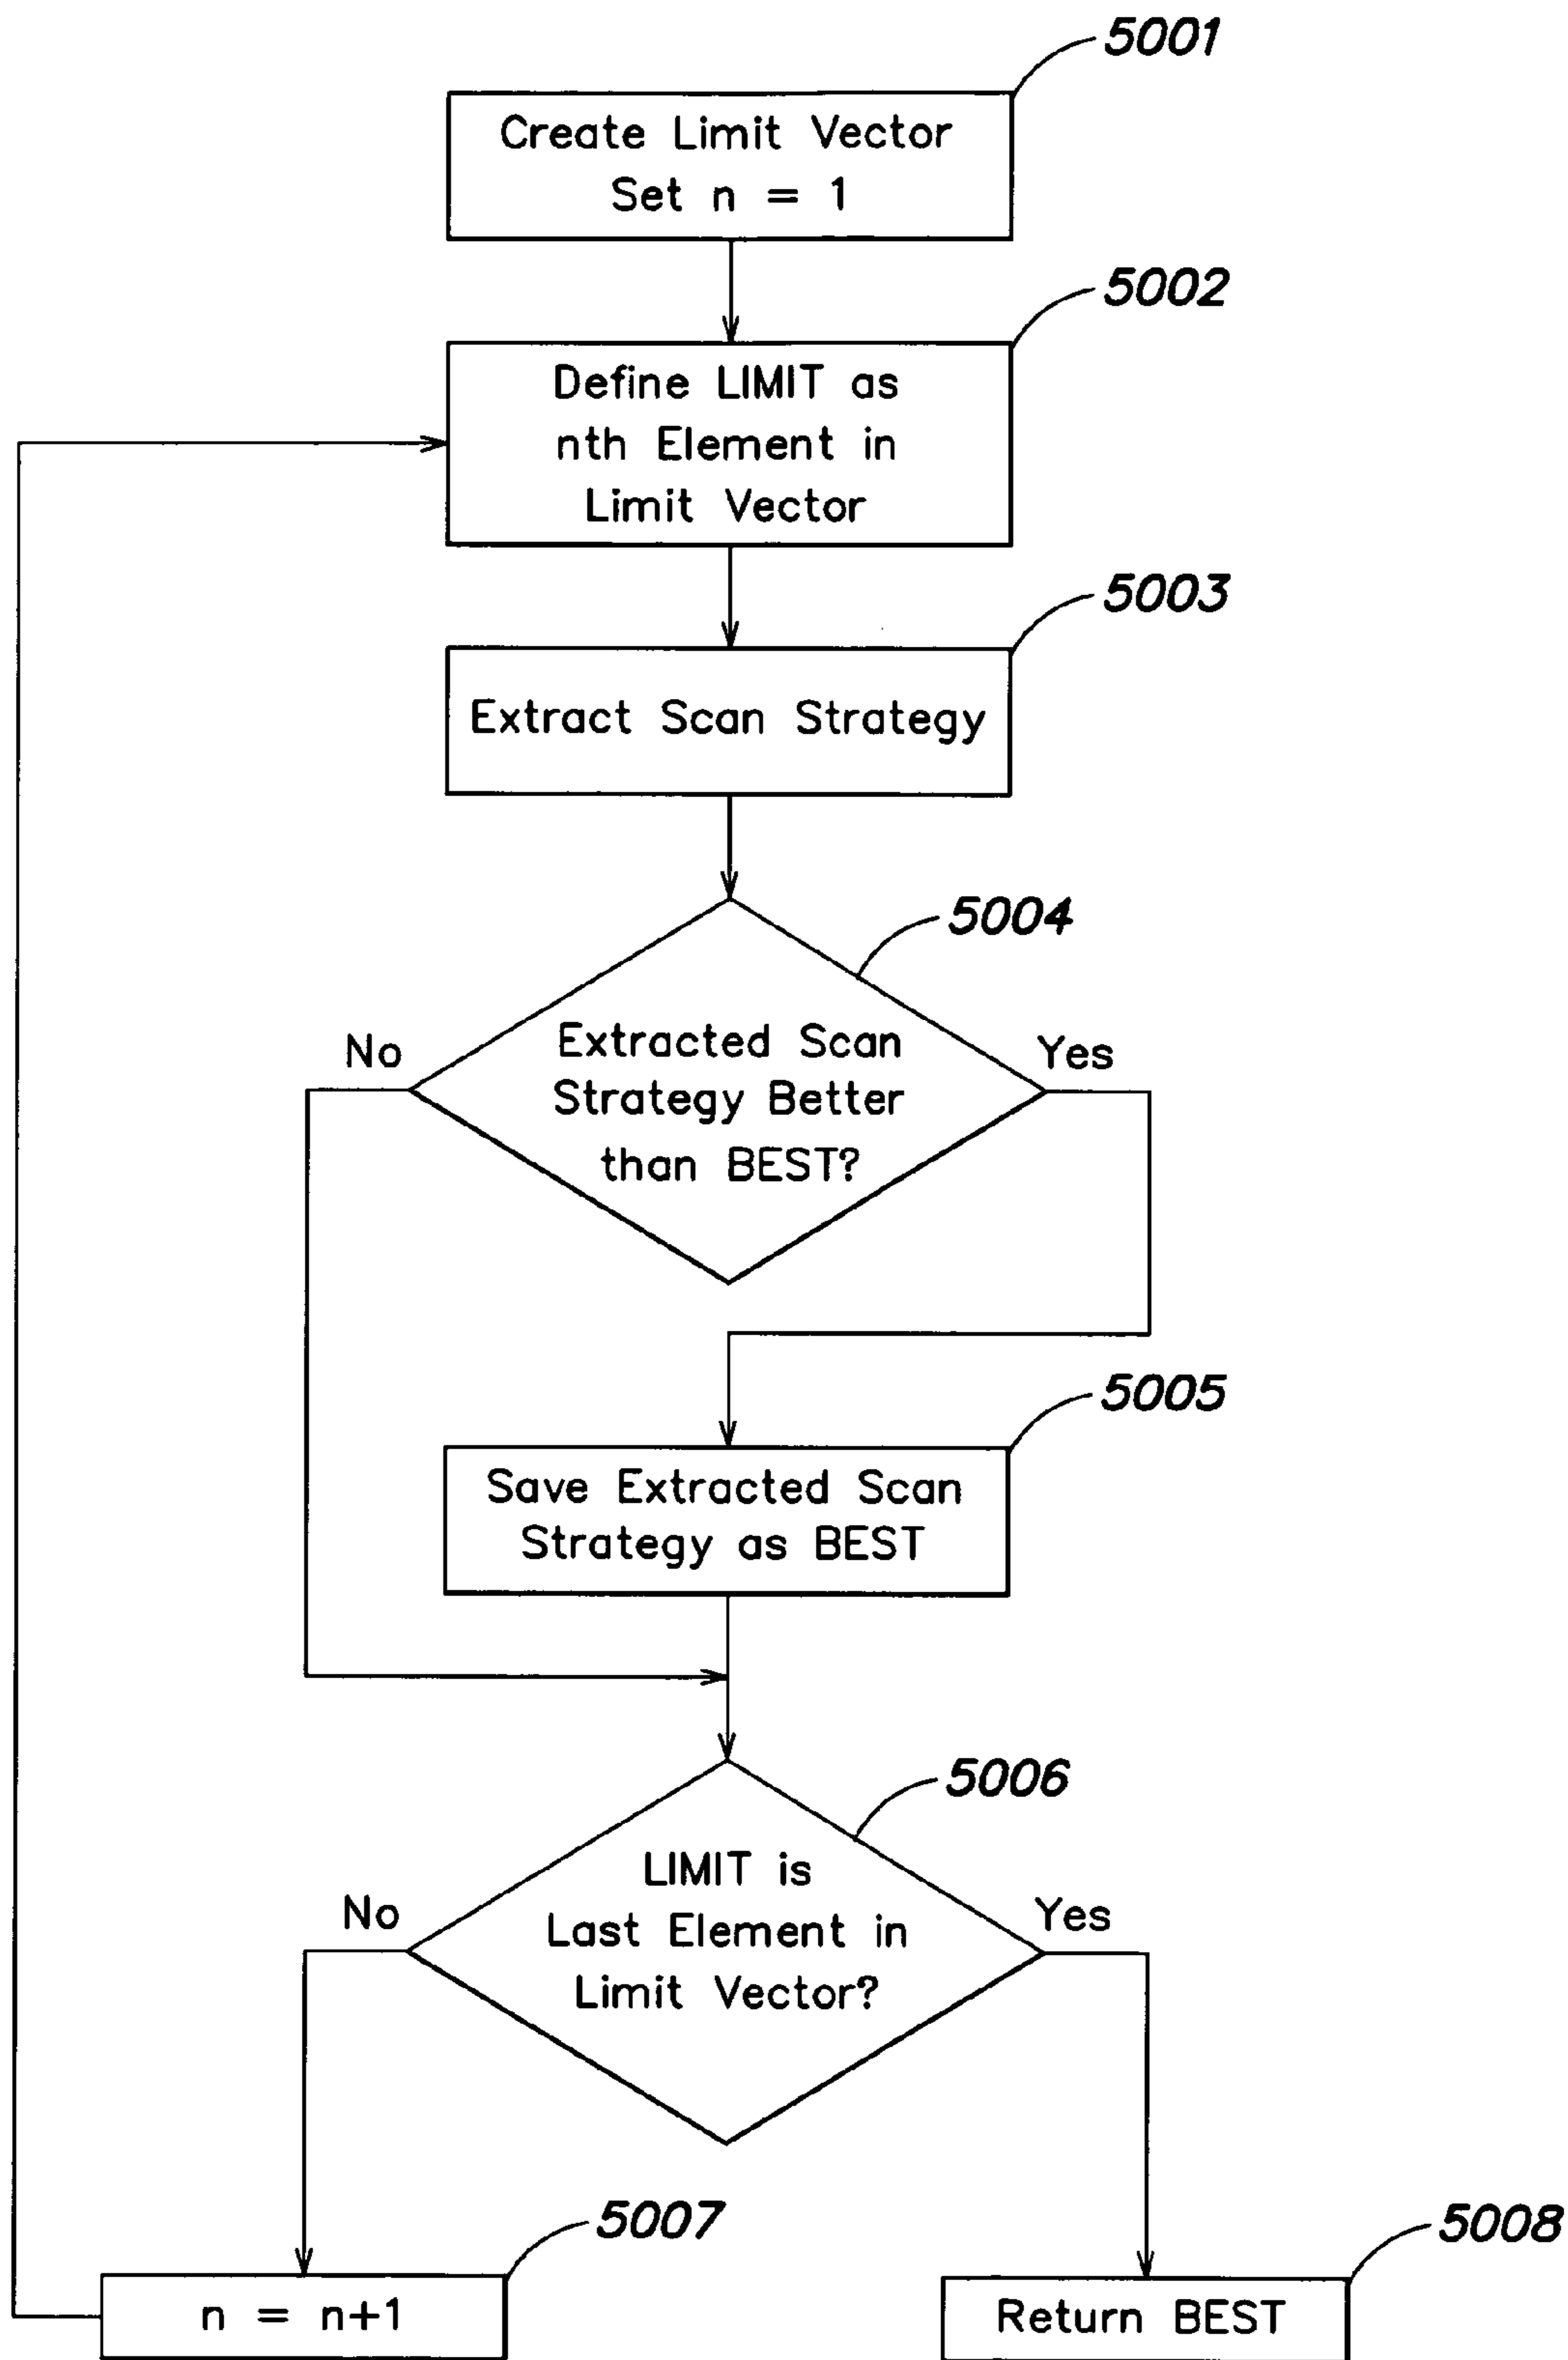 5001
Create Limit Vector
Set n = 1
5002
Define LIMIT as
nth Element in
Limit Vector
5003
Extract Scan Strategy
5004
No
Extracted Scan
Strategy Better
than BEST?
Yes
5005
Save Extracted Scan
Strategy as BEST
5006
No
LIMIT is
Last Element in
Limit Vector?
Yes
5007
n = n+1
5008
Return BEST